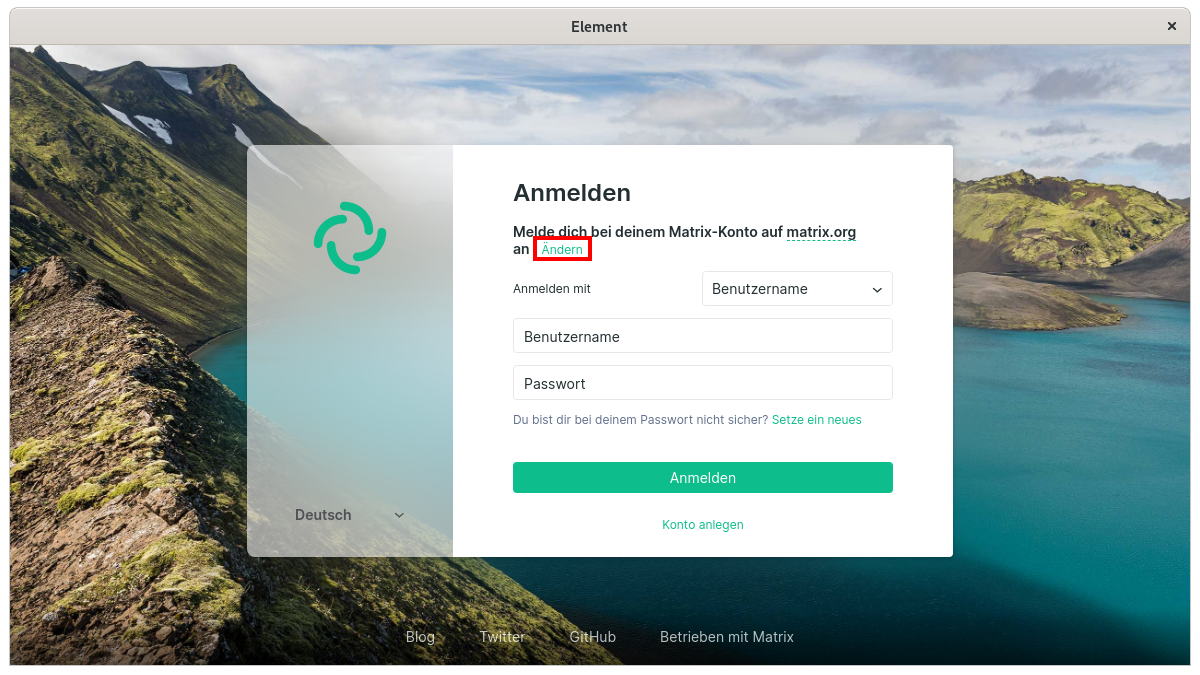 Element
Anmelden
Melde dich bei deinem Matrix-Konto auf matrix.org
an Ändern
Anmelden mit
Benutzername
Benutzername
Passwort
Du bist dir bei deinem Passwort nicht sicher? Setze ein neues
Anmelden
Konto anlegen
Deutsch
Blog Twitter GitHub Betrieben mit Matrix